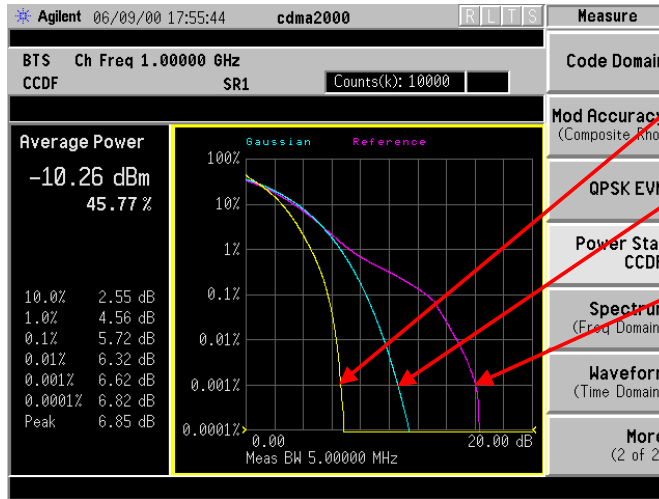 Agilent 06/09/00 17:55:44 cdma2000 R L T S Measure
BTS Ch Freq 1.00000 GHz
CCDF SR1 Counts(k): 10000
Code Domain
Mod Accuracy
(Composite Rho
QPSK EVM
Power Stat
CCDF
Spectrum
(Freq Domain
Waveform
(Time Domain
More
(2 of 2
Average Power
-10.26 dBm
45.77 %
10.0% 2.55 dB
1.0% 4.56 dB
0.1% 5.72 dB
0.01% 6.32 dB
0.001% 6.62 dB
0.0001% 6.82 dB
Peak 6.85 dB
Gaussian Reference
100%
10%
1%
0.1%
0.01%
0.001%
0.0001%
0.00 20.00 dB
Meas BW 5.00000 MHz